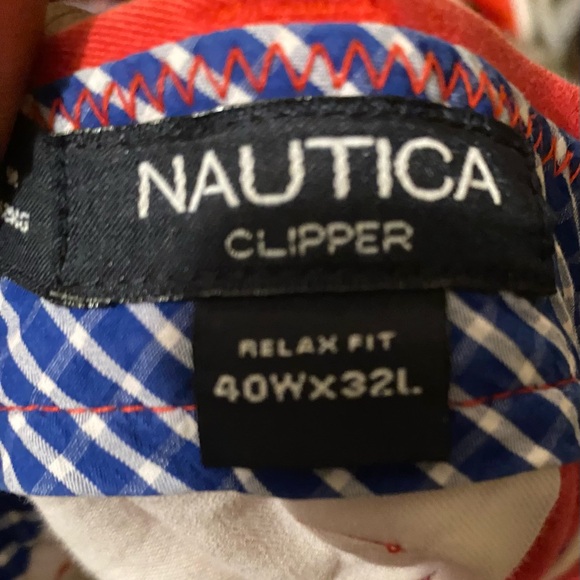 NAUTICA
CLIPPER
RELAX FIT
40WX32L